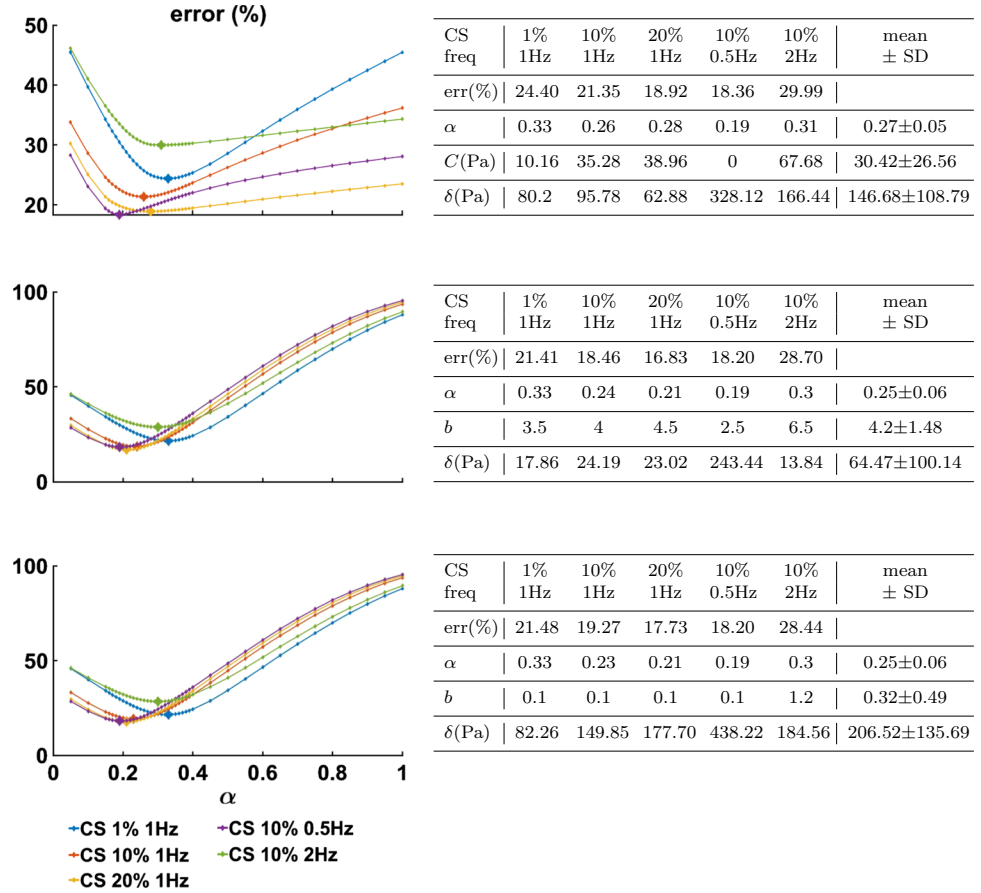 error (%)
50
40
30
20
CS 1% 10% 20% 10% 10% mean
freq 1Hz 1Hz 1Hz 0.5Hz 2Hz ± SD
err(%) 24.40 21.35 18.92 18.36 29.99
α 0.33 0.26 0.28 0.19 0.31 0.27±0.05
C(Pa) 10.16 35.28 38.96 0 67.68 30.42±26.56
δ(Pa) 80.2 95.78 62.88 328.12 166.44 146.68±108.79
100
50
0
CS 1% 10% 20% 10% 10% mean
freq 1Hz 1Hz 1Hz 0.5Hz 2Hz ± SD
err(%) 21.41 18.46 16.83 18.20 28.70
α 0.33 0.24 0.21 0.19 0.3 0.25±0.06
b 3.5 4 4.5 2.5 6.5 4.2±1.48
δ(Pa) 17.86 24.19 23.02 243.44 13.84 64.47±100.14
100
50
0
0 0.2 0.4 0.6 0.8 1
α
CS 1% 10% 20% 10% 10% mean
freq 1Hz 1Hz 1Hz 0.5Hz 2Hz ± SD
err(%) 21.48 19.27 17.73 18.20 28.44
α 0.33 0.23 0.21 0.19 0.3 0.25±0.06
b 0.1 0.1 0.1 0.1 1.2 0.32±0.49
δ(Pa) 82.26 149.85 177.70 438.22 184.56 206.52±135.69
CS 1% 1Hz
CS 10% 1Hz
CS 20% 1Hz
CS 10% 0.5Hz
CS 10% 2Hz